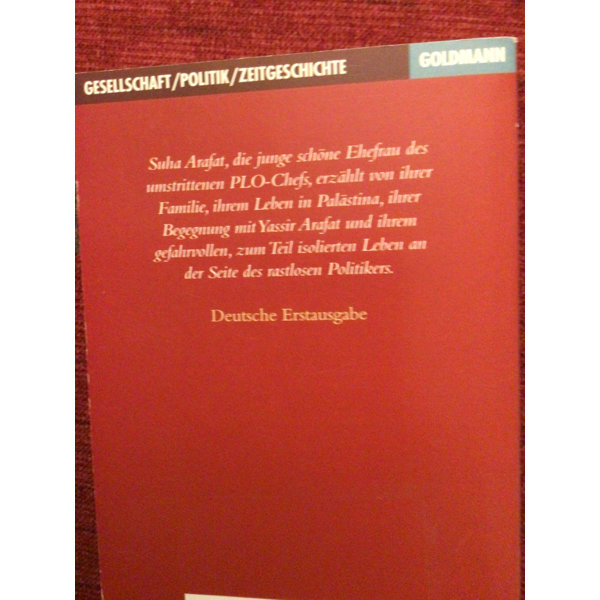 GESELLSCHAFT/POLITIK/ZEITGESCHICHTE
GOLDMANN
Suha Arafat, die junge schöne Ehefrau des
umstrittenen PLO-Chefs, erzählt von ihrer
Familie, ihrem Leben in Palästina, ihrer
Begegnung mit Yassir Arafat und ihrem
gefahrvollen, zum Teil isolierten Leben an
der Seite des rastlosen Politikers.
Deutsche Erstausgabe